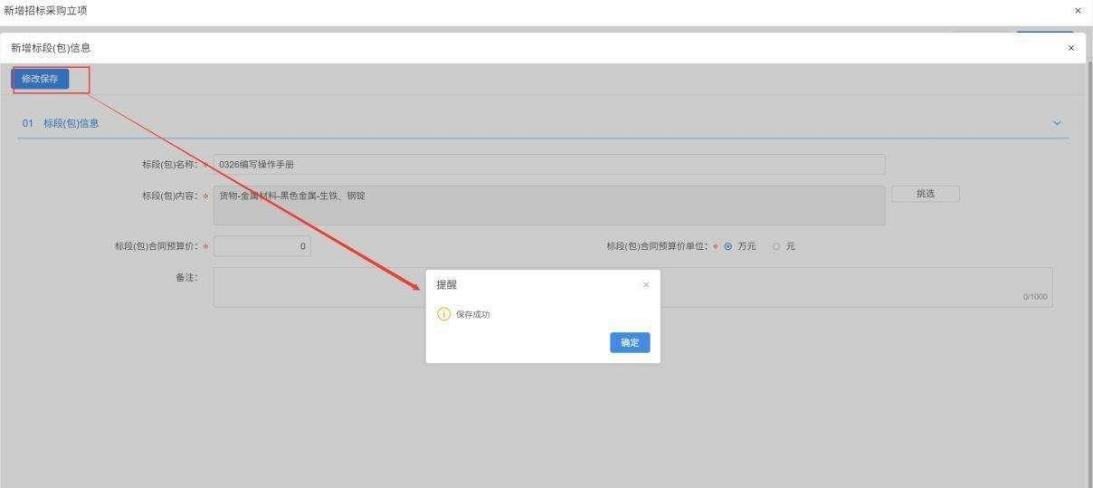 新增招标采购立项 ×
新增标段(包)信息 ×
修改保存
01 标段(包)信息
标段(包)名称： * 0326编写操作手册
标段(包)内容： * 货物-金属材料-黑色金属-生铁、钢锭 挑选
标段(包)合同预算价： * 0 标段(包)合同预算价单位： * 万元 元
备注：
0/1000
提醒 ×
保存成功
确定